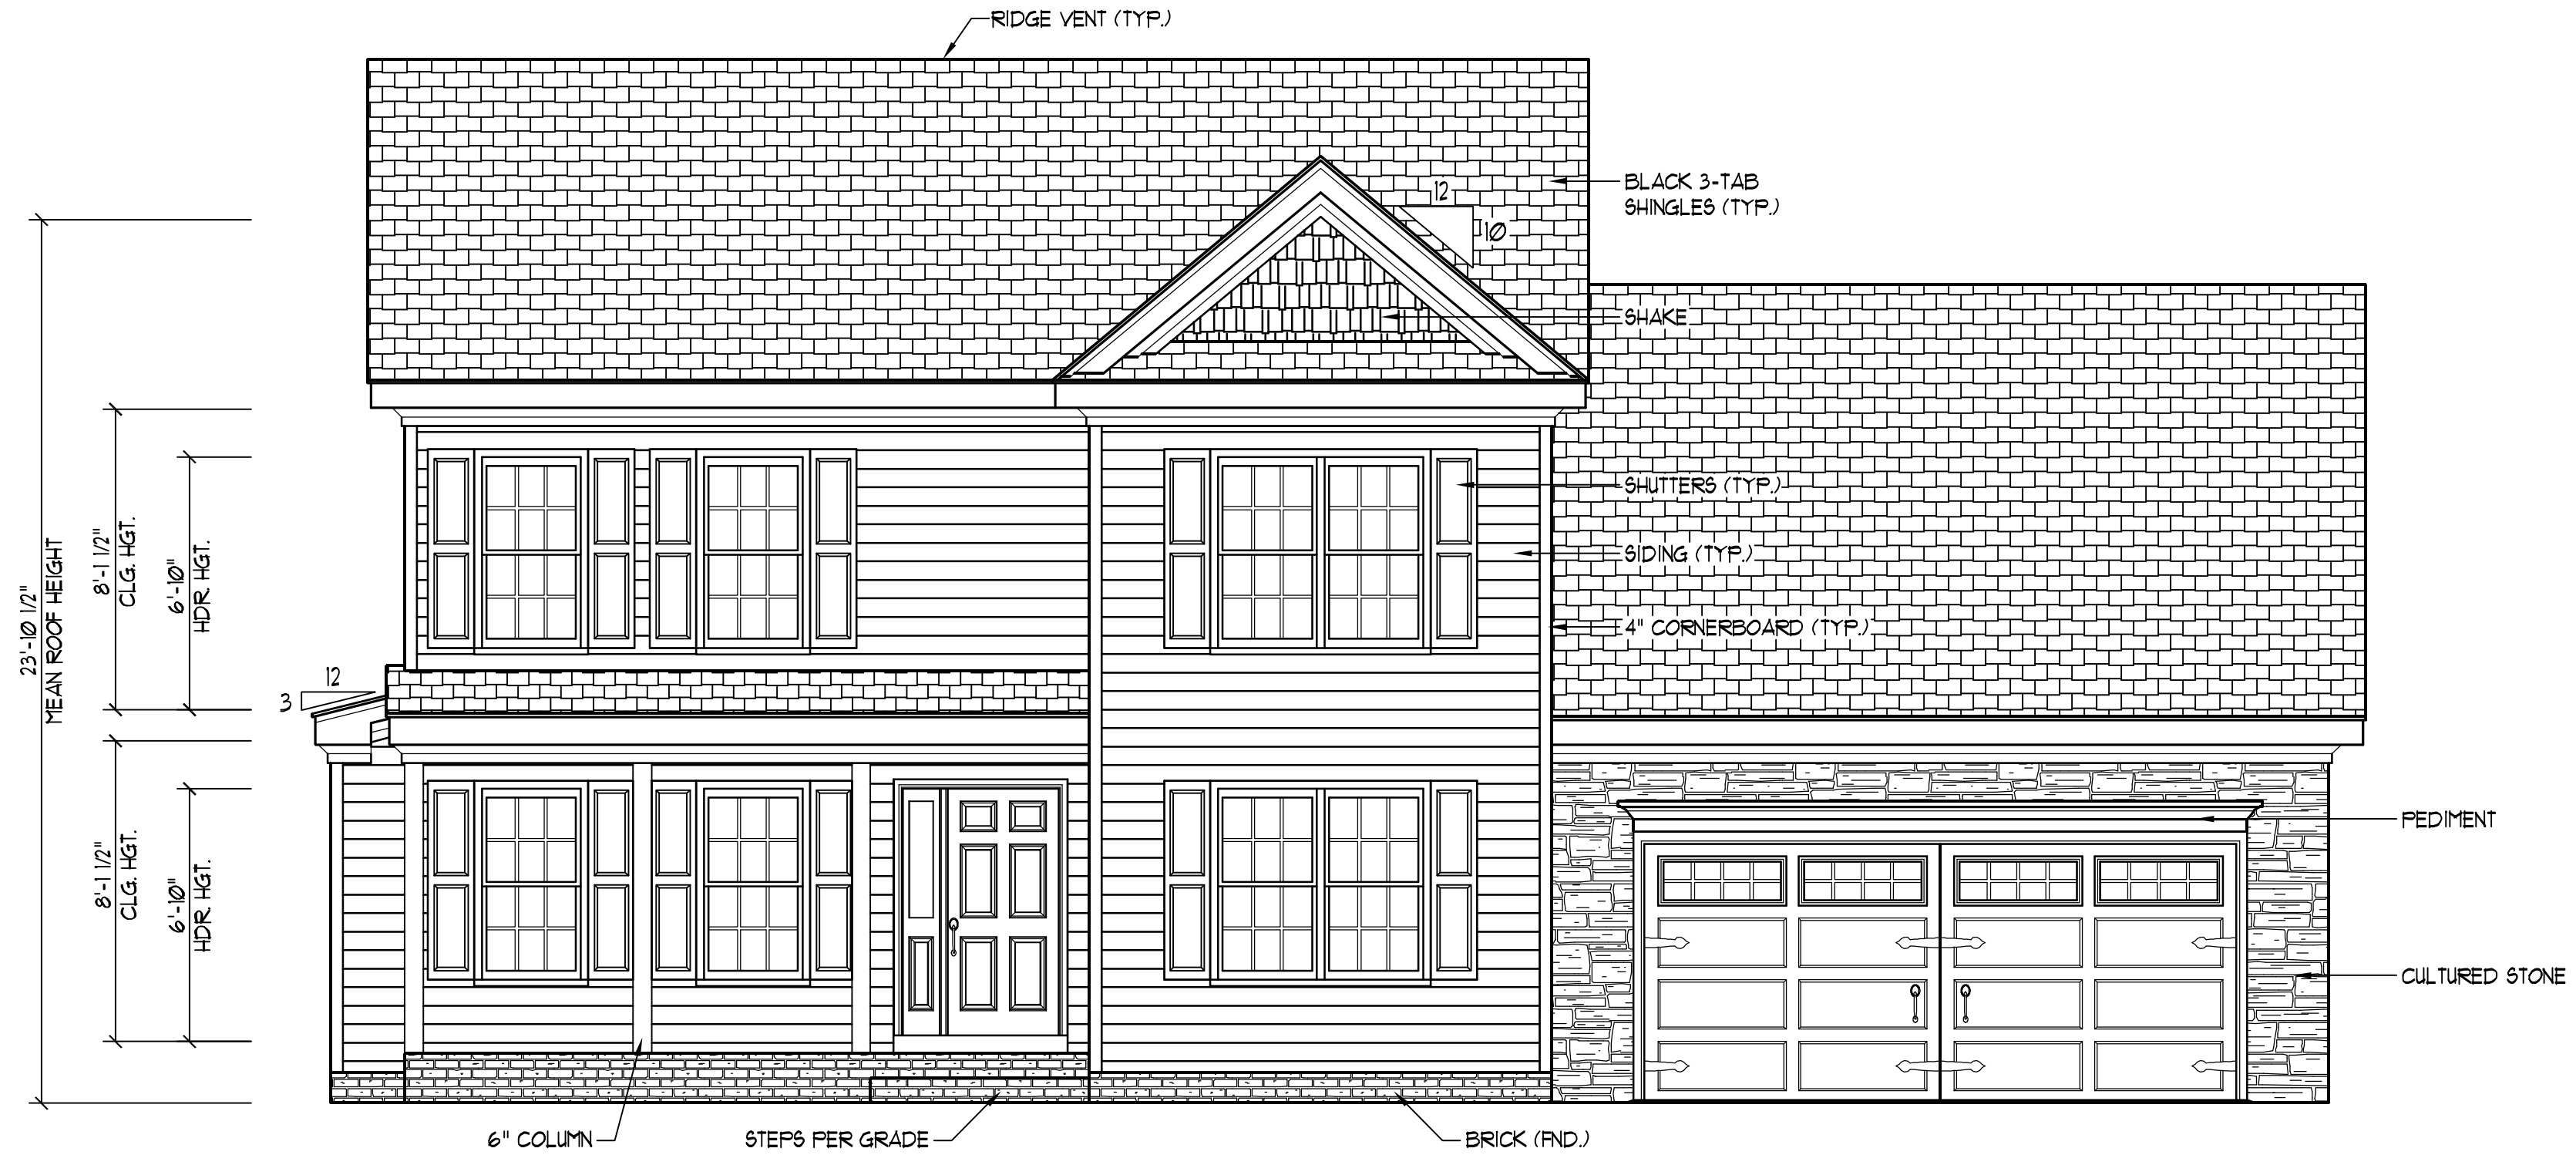 RIDGE VENT (TYP.)
BLACK 3-TAB
SHINGLES (TYP.)
12
10
SHAKE
SHUTTERS (TYP.)
SIDING (TYP.)
4" CORNERBOARD (TYP.)
23'-10 1/2"
MEAN ROOF HEIGHT
8'-1 1/2"
CLG. HGT.
6'-10"
HDR. HGT.
12
3
8'-1 1/2"
CLG. HGT.
6'-10"
HDR. HGT.
PEDIMENT
CULTURED STONE
6" COLUMN
STEPS PER GRADE
BRICK (FND.)